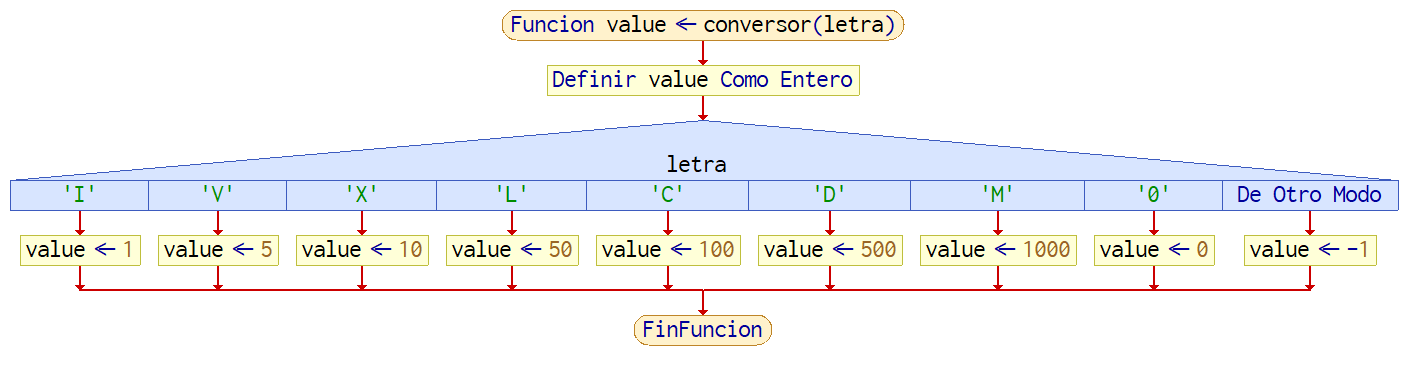 Funcion value ← conversor(letra)
Definir value Como Entero
letra
'I' 'V' 'X' 'L' 'C' 'D' 'M' '0' De Otro Modo
value ← 1 value ← 5 value ← 10 value ← 50 value ← 100 value ← 500 value ← 1000 value ← 0 value ← -1
FinFuncion